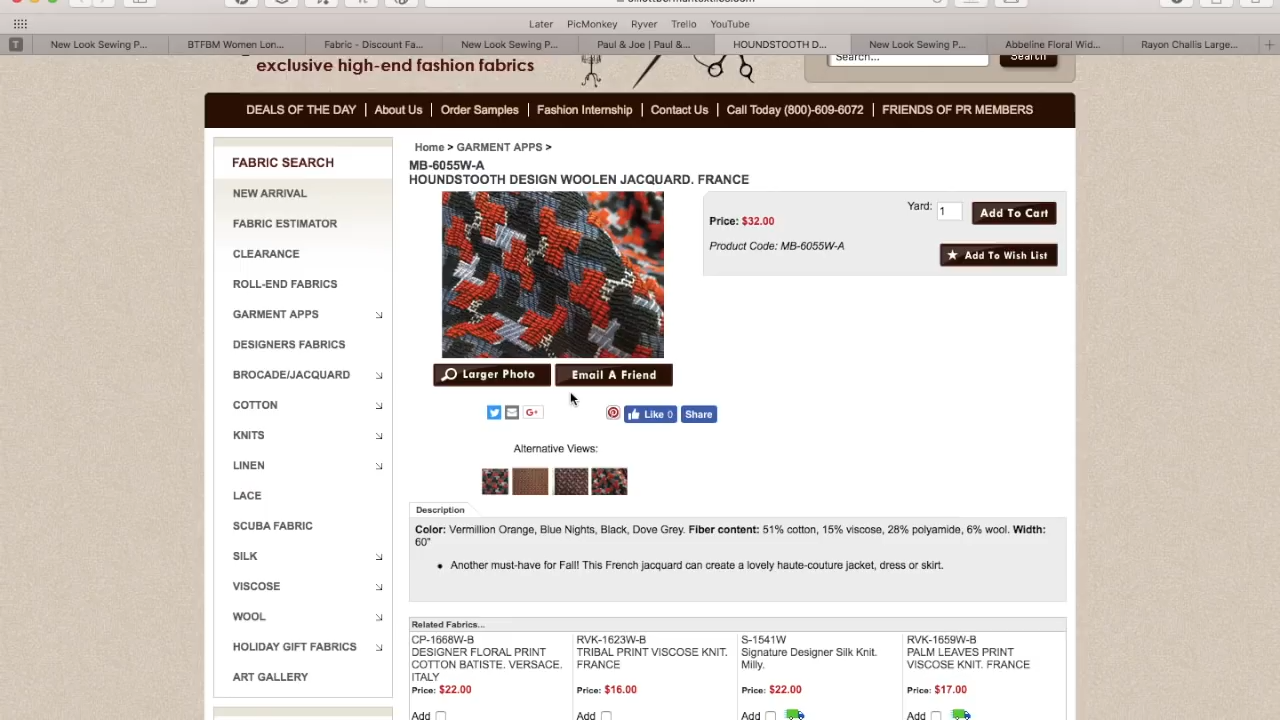 Later PicMonkey Ryver Trello YouTube
T New Look Sewing P... BTFBM Women Lon... Fabric - Discount Fa... New Look Sewing P... Paul & Joe | Paul &... HOUNDSTOOTH D... New Look Sewing P... Abbeline Floral Wid... Rayon Challis Large...
exclusive high-end fashion fabrics
Search... Search
DEALS OF THE DAY | About Us | Order Samples | Fashion Internship | Contact Us | Call Today (800)-609-6072 | FRIENDS OF PR MEMBERS
FABRIC SEARCH
NEW ARRIVAL
FABRIC ESTIMATOR
CLEARANCE
ROLL-END FABRICS
GARMENT APPS
DESIGNERS FABRICS
BROCADE/JACQUARD
COTTON
KNITS
LINEN
LACE
SCUBA FABRIC
SILK
VISCOSE
WOOL
HOLIDAY GIFT FABRICS
ART GALLERY
Home > GARMENT APPS >
MB-6055W-A
HOUNDSTOOTH DESIGN WOOLEN JACQUARD. FRANCE
Yard: 1 Add To Cart
Price: $32.00
Product Code: MB-6055W-A
Add To Wish List
Larger Photo Email A Friend
G+ Like 0 Share
Alternative Views:
Description
Color: Vermillion Orange, Blue Nights, Black, Dove Grey. Fiber content: 51% cotton, 15% viscose, 28% polyamide, 6% wool. Width:
60"
• Another must-have for Fall! This French jacquard can create a lovely haute-couture jacket, dress or skirt.
Related Fabrics...
CP-1668W-B
DESIGNER FLORAL PRINT
COTTON BATISTE. VERSACE.
ITALY
Price: $22.00
Add
RVK-1623W-B
TRIBAL PRINT VISCOSE KNIT.
FRANCE
Price: $16.00
Add
S-1541W
Signature Designer Silk Knit.
Milly.
Price: $22.00
Add
RVK-1659W-B
PALM LEAVES PRINT
VISCOSE KNIT. FRANCE
Price: $17.00
Add